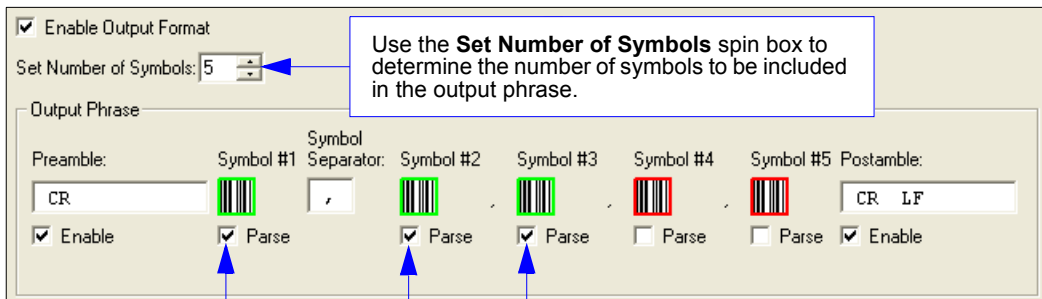 Enable Output Format
Set Number of Symbols: 5
Use the Set Number of Symbols spin box to
determine the number of symbols to be included
in the output phrase.
Output Phrase
Preamble: Symbol #1 Symbol Separator: Symbol #2 Symbol #3 Symbol #4 Symbol #5 Postamble:
CR , , , , CR LF
Enable Parse Parse Parse Parse Parse Enable